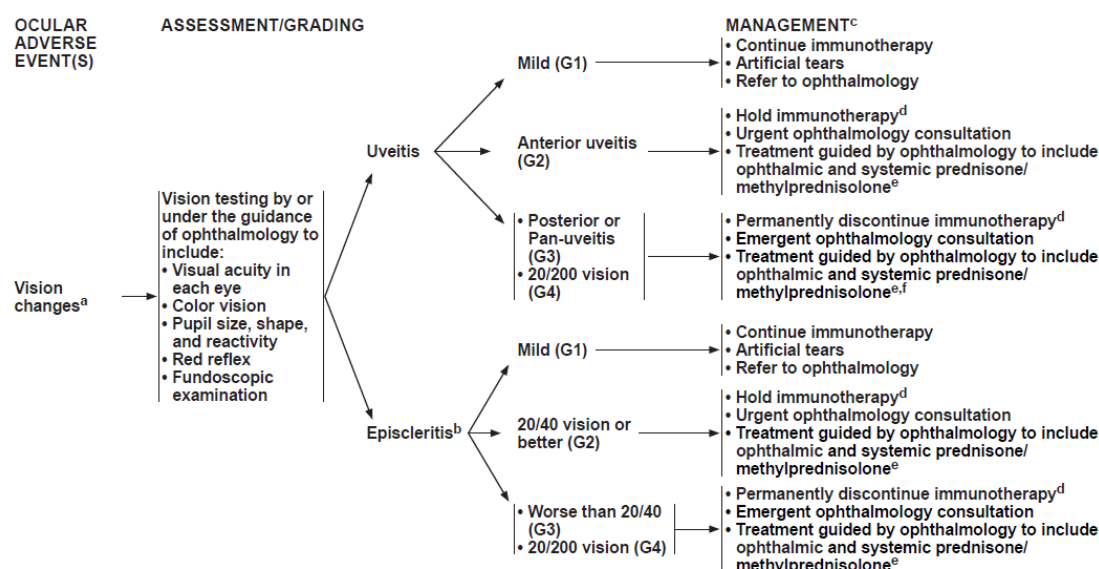 OCULAR
ADVERSE
EVENT(S)
ASSESSMENT/GRADING
MANAGEMENTc
Vision
changesa
Vision testing by or
under the guidance
of ophthalmology to
include:
• Visual acuity in
each eye
• Color vision
• Pupil size, shape,
and reactivity
• Red reflex
• Fundoscopic
examination
Uveitis
Mild (G1)
• Continue immunotherapy
• Artificial tears
• Refer to ophthalmology
Anterior uveitis
(G2)
• Hold immunotherapyd
• Urgent ophthalmology consultation
• Treatment guided by ophthalmology to include
ophthalmic and systemic prednisone/
methylprednisolonee
• Posterior or
Pan-uveitis
(G3)
• 20/200 vision
(G4)
• Permanently discontinue immunotherapyd
• Emergent ophthalmology consultation
• Treatment guided by ophthalmology to include
ophthalmic and systemic prednisone/
methylprednisolonee,f
Episcleritisb
Mild (G1)
• Continue immunotherapy
• Artificial tears
• Refer to ophthalmology
20/40 vision or
better (G2)
• Hold immunotherapyd
• Urgent ophthalmology consultation
• Treatment guided by ophthalmology to include
ophthalmic and systemic prednisone/
methylprednisolonee
• Worse than 20/40
(G3)
• 20/200 vision (G4)
• Permanently discontinue immunotherapyd
• Emergent ophthalmology consultation
• Treatment guided by ophthalmology to include
ophthalmic and systemic prednisone/
methylprednisolonee